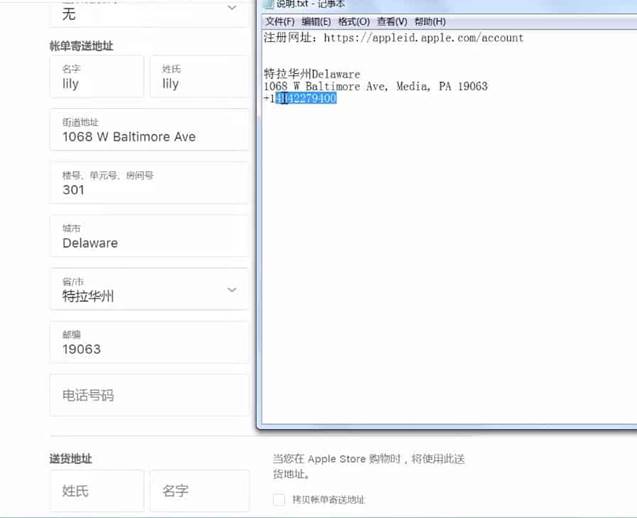 无
帐单寄送地址
名字
lily
姓氏
lily
街道地址
1068 W Baltimore Ave
楼号、单元号、房间号
301
城市
Delaware
省/市
特拉华州
邮编
19063
电话号码
送货地址
姓氏
名字
当您在 Apple Store 购物时，将使用此送
货地址。
拷贝帐单寄送地址
说明.txt - 记事本
文件(F) 编辑(E) 格式(O) 查看(V) 帮助(H)
注册网址：https://appleid.apple.com/account
特拉华州Delaware
1068 W Baltimore Ave, Media, PA 19063